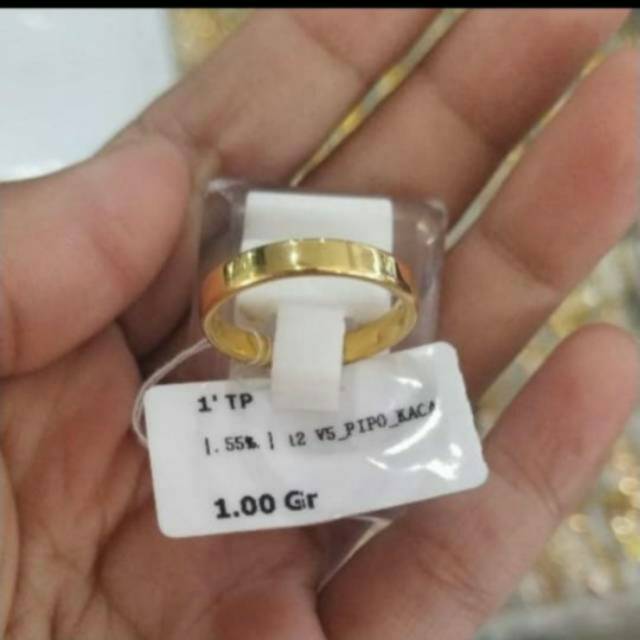 1' TP
|.55%.| 12 V5_PIPO_KACA
1.00 Gr